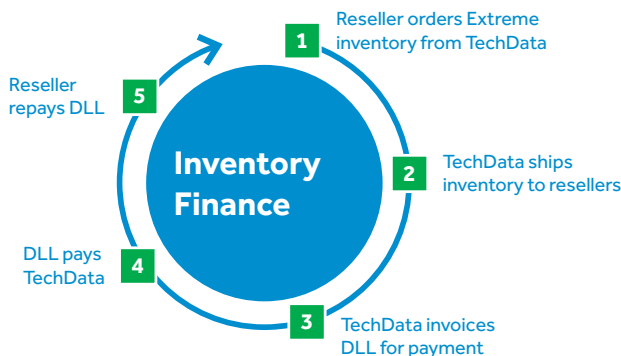 1
Reseller orders Extreme
inventory from TechData
2
TechData ships
inventory to resellers
3
TechData invoices
DLL for payment
4
DLL pays
TechData
5
Reseller
repays DLL
Inventory
Finance